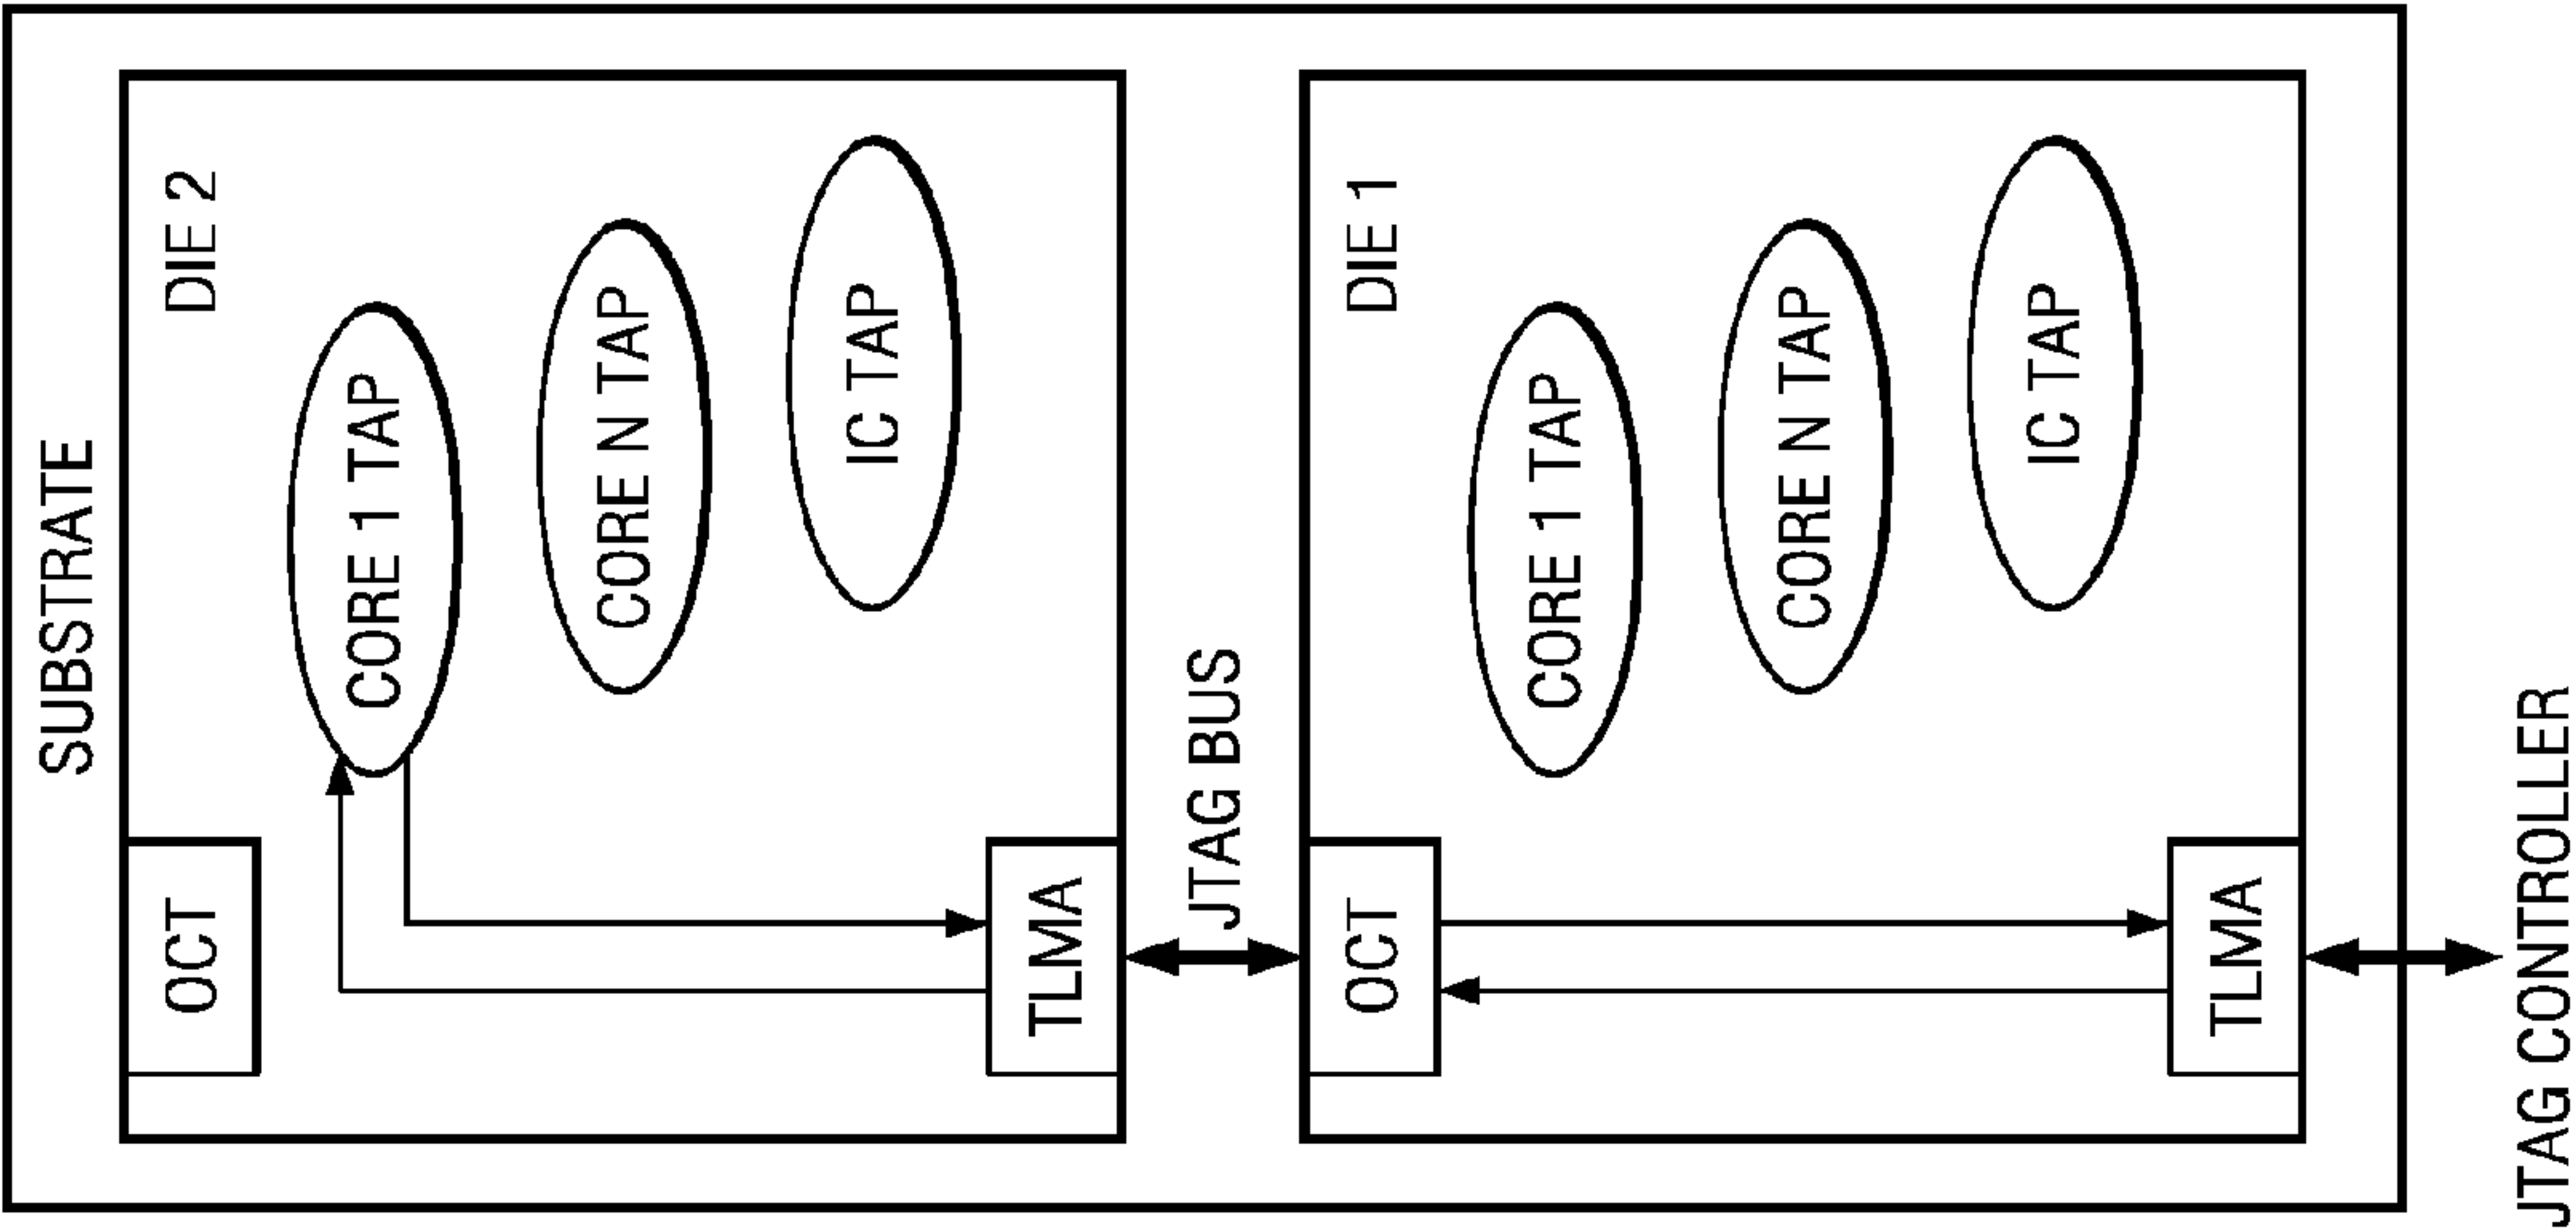 SUBSTRATE
DIE 2
OCT
CORE 1 TAP
CORE N TAP
IC TAP
TLMA
JTAG BUS
DIE 1
OCT
CORE 1 TAP
CORE N TAP
IC TAP
TLMA
JTAG CONTROLLER